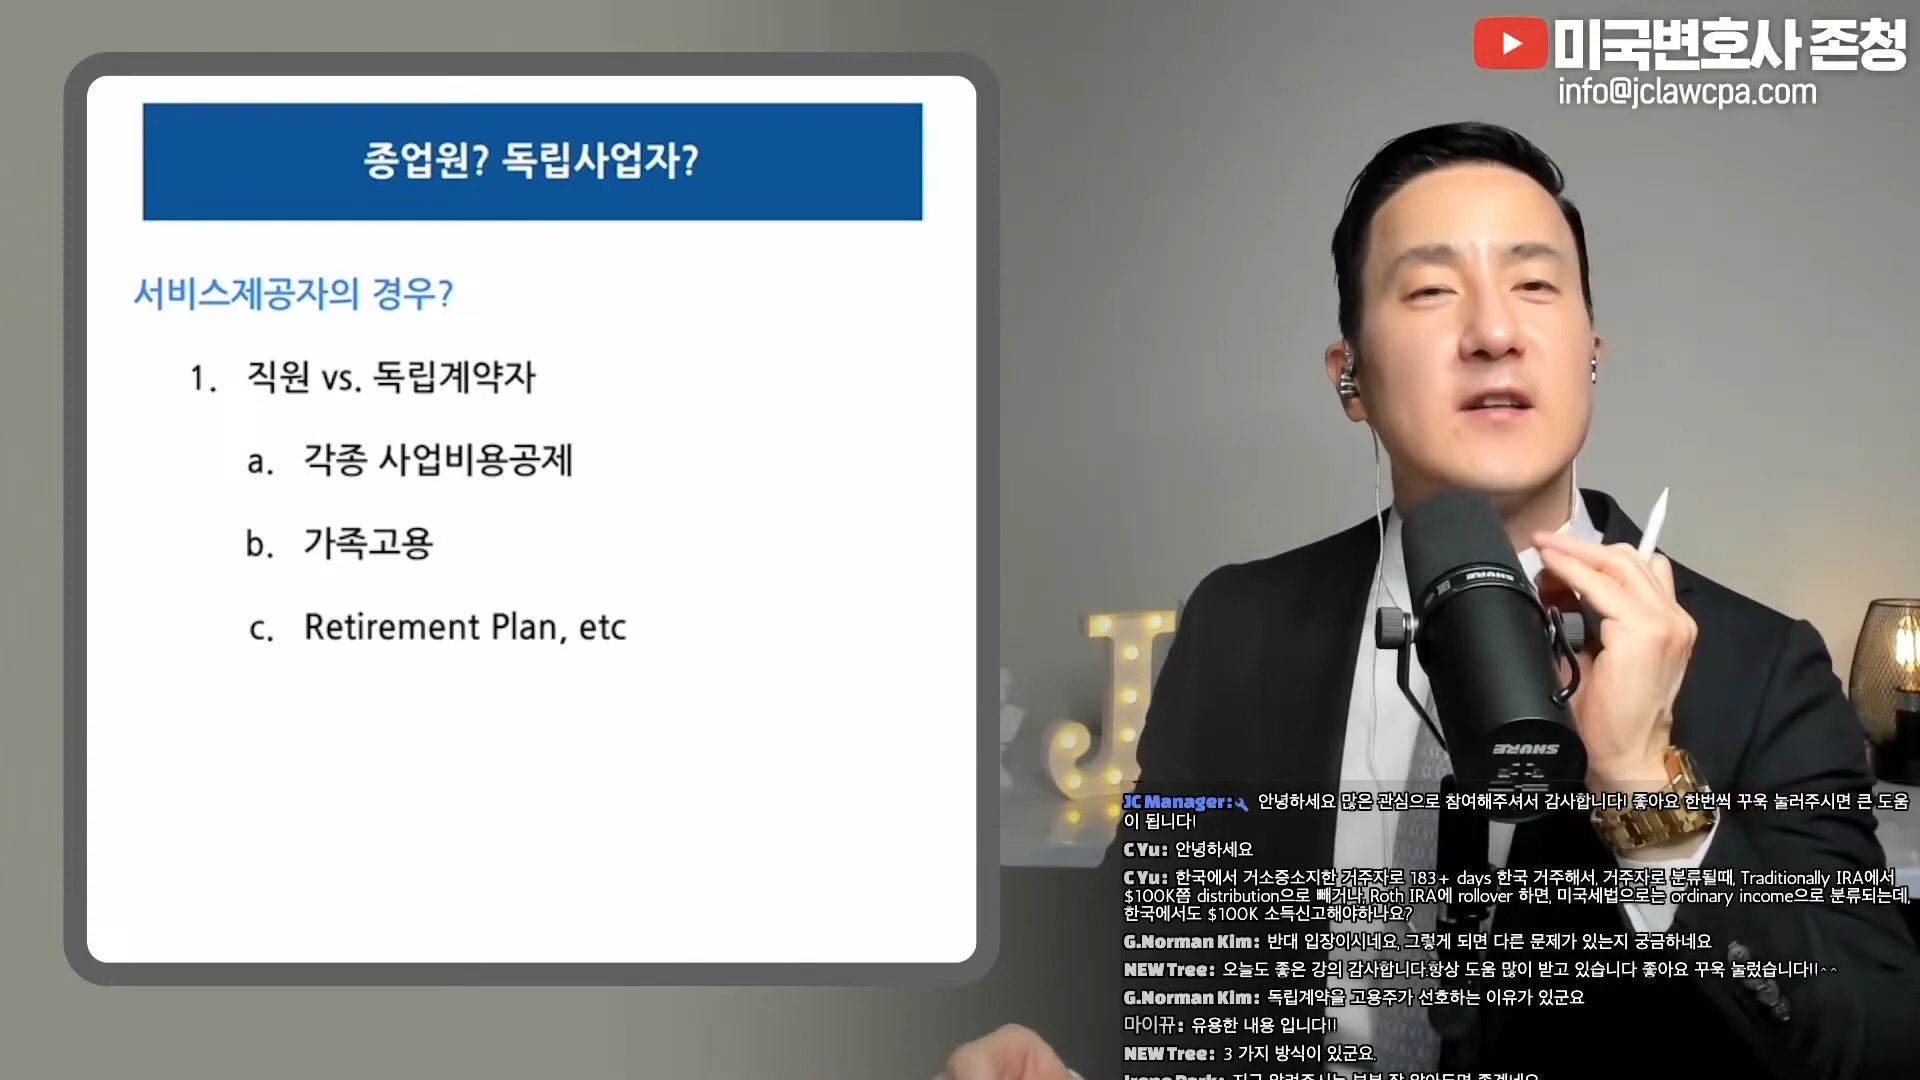 미국변호사 존청
info@jclawcpa.com
종업원? 독립사업자?
서비스제공자의 경우?
1. 직원 vs. 독립계약자
a. 각종 사업비용공제
b. 가족고용
c. Retirement Plan, etc
J
SHURE
SHURE
JC Manager: 안녕하세요 많은 관심으로 참여해주셔서 감사합니다! 좋아요 한번씩 꾸욱 눌러주시면 큰 도움
이 됩니다!
C Yu: 안녕하세요
C Yu: 한국에서 거소증소지한 거주자로 183+ days 한국 거주해서, 거주자로 분류될때, Traditionally IRA에서
$100K쯤 distribution으로 빼거나, Roth IRA에 rollover 하면, 미국세법으로는 ordinary income으로 분류되는데,
한국에서도 $100K 소득신고해야하나요?
G.Norman Kim: 반대 입장이시네요, 그렇게 되면 다른 문제가 있는지 궁금하네요
NEW Tree: 오늘도 좋은 강의 감사합니다.항상 도움 많이 받고 있습니다 좋아요 꾸욱 눌렀습니다!!^^
G.Norman Kim: 독립계약을 고용주가 선호하는 이유가 있군요
마이뀨: 유용한 내용 입니다!!
NEW Tree: 3 가지 방식이 있군요.